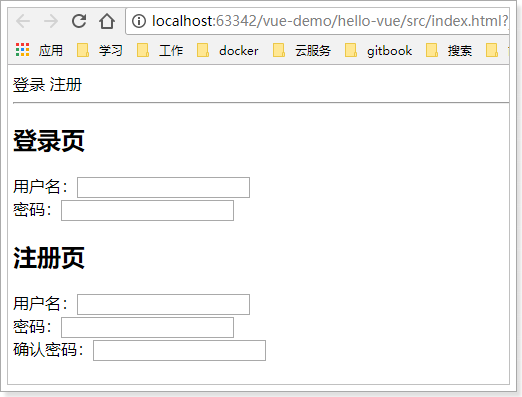 localhost:63342/vue-demo/hello-vue/src/index.html?
应用 学习 工作 docker 云服务 gitbook 搜索
登录 注册
登录页
用户名：
密码：
注册页
用户名：
密码：
确认密码：